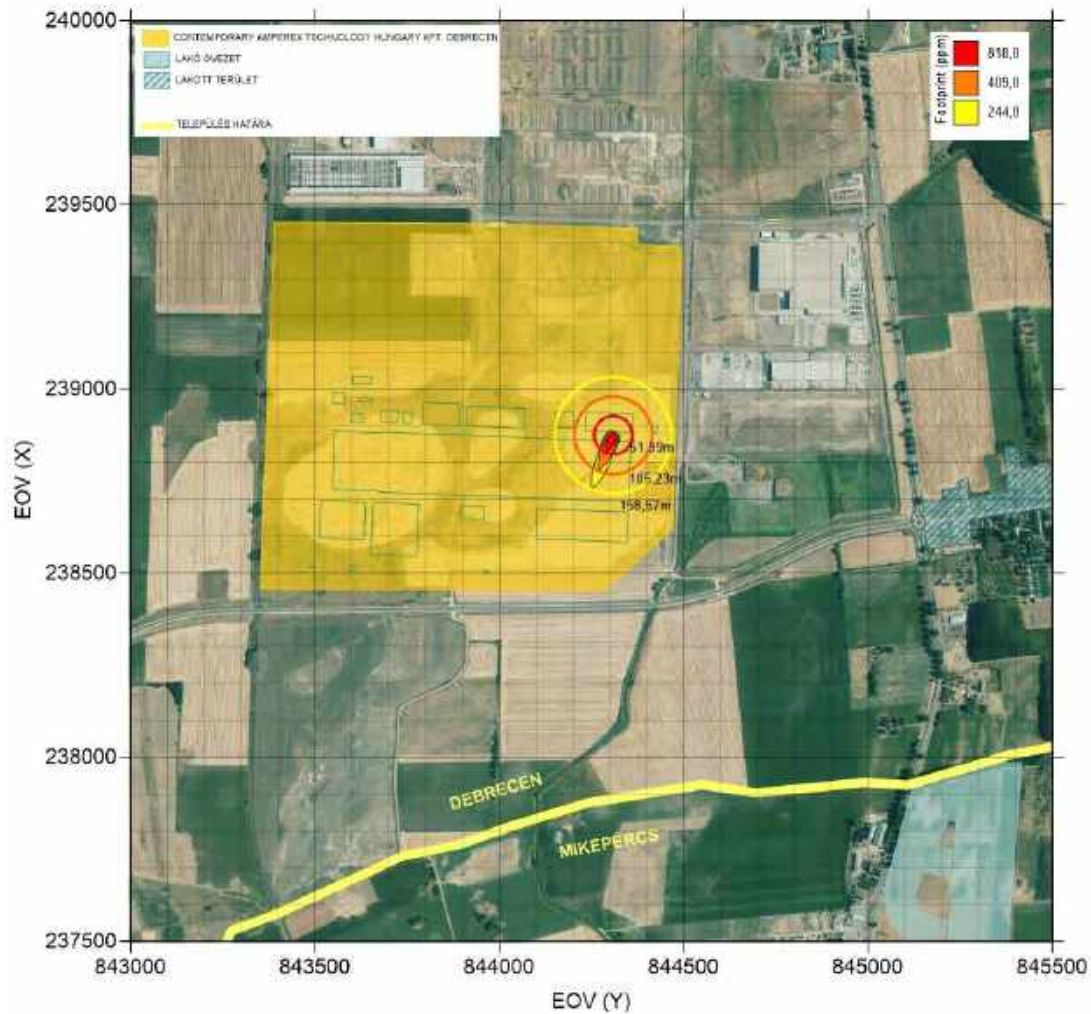 240000
239500
239000
238500
238000
237500
EOV (X)
CONTEMPORARY AMPEREX TECHNOLOGY HUNGARY KFT. DEBRECEN
LAKÓ ÖVEZET
LAKOTT TERÜLET
TELEPÜLÉS HATÁRA
Footprint (ppm)
818,0
409,0
244,0
51,89m
105,23m
158,57m
DEBRECEN
MIKEPÉRCS
843000 843500 844000 844500 845000 845500
EOV (Y)